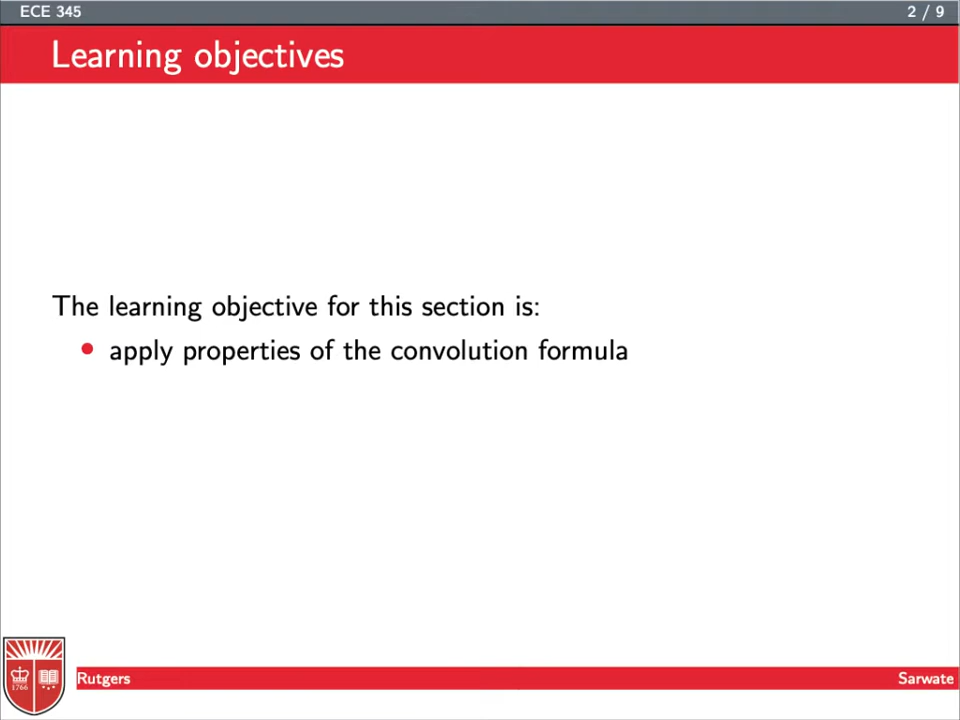 ECE 345
2 / 9
Learning objectives
The learning objective for this section is:
• apply properties of the convolution formula
1766
Rutgers
Sarwate